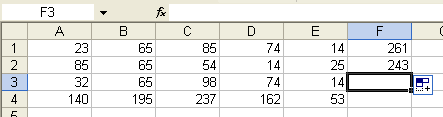 F3 fx
A B C D E F
1 23 65 85 74 14 261
2 85 65 54 14 25 243
3 32 65 98 74 14
4 140 195 237 162 53